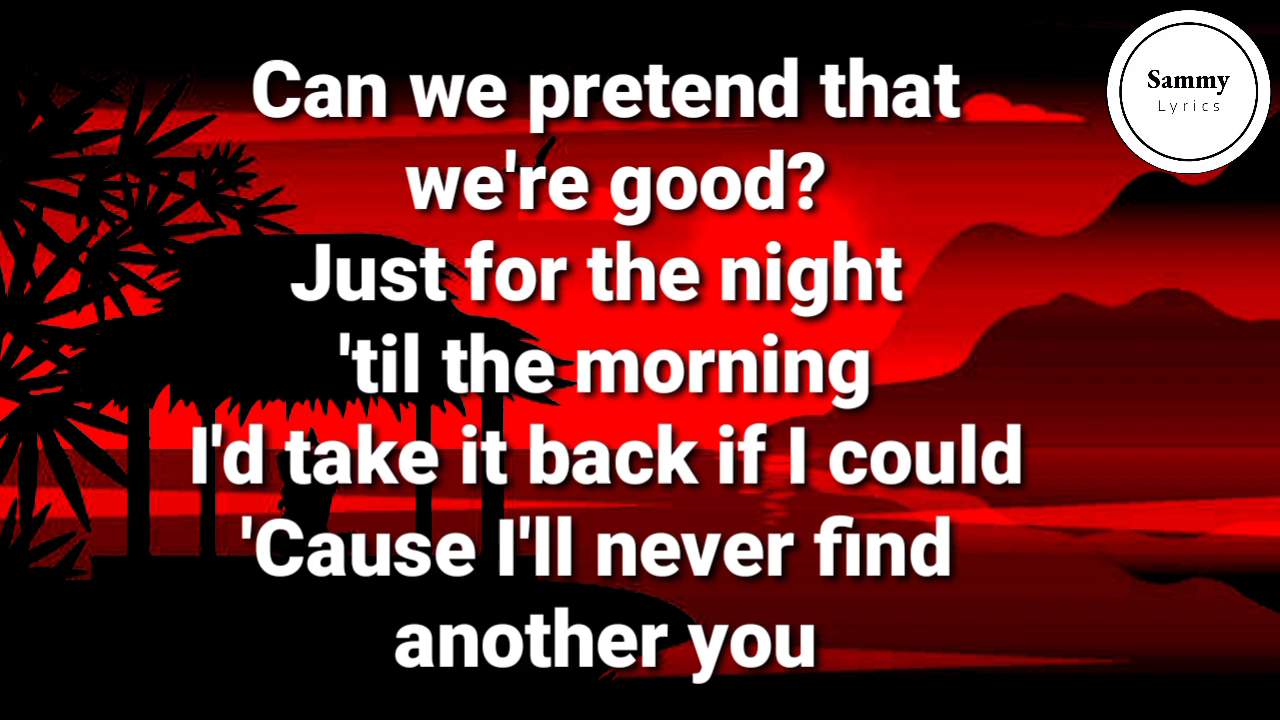 Can we pretend that
we're good?
Just for the night
'til the morning
I'd take it back if I could
'Cause I'll never find
another you
Sammy
Lyrics